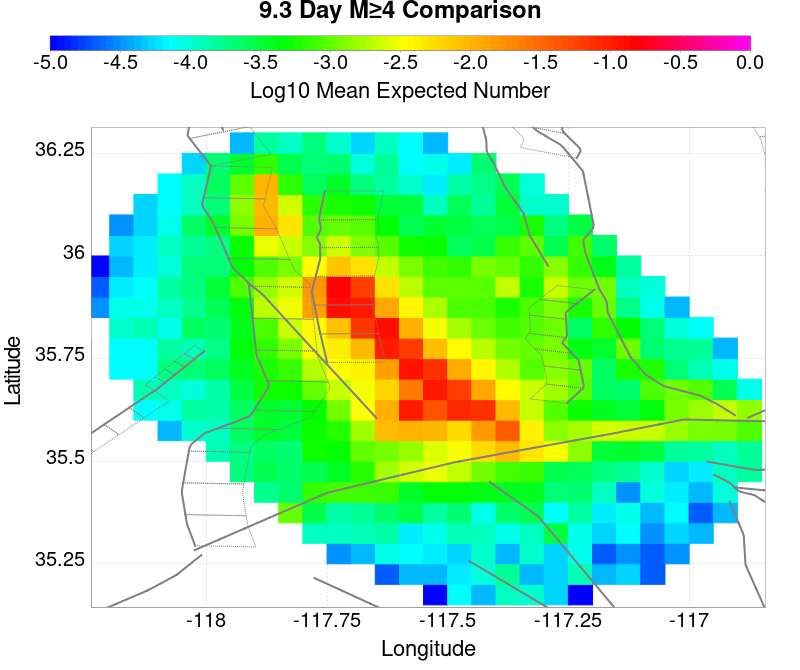 9.3 Day M≥4 Comparison
-5.0 -4.5 -4.0 -3.5 -3.0 -2.5 -2.0 -1.5 -1.0 -0.5 0.0
Log10 Mean Expected Number
36.25
36
35.75
35.5
35.25
Latitude
-118 -117.75 -117.5 -117.25 -117
Longitude